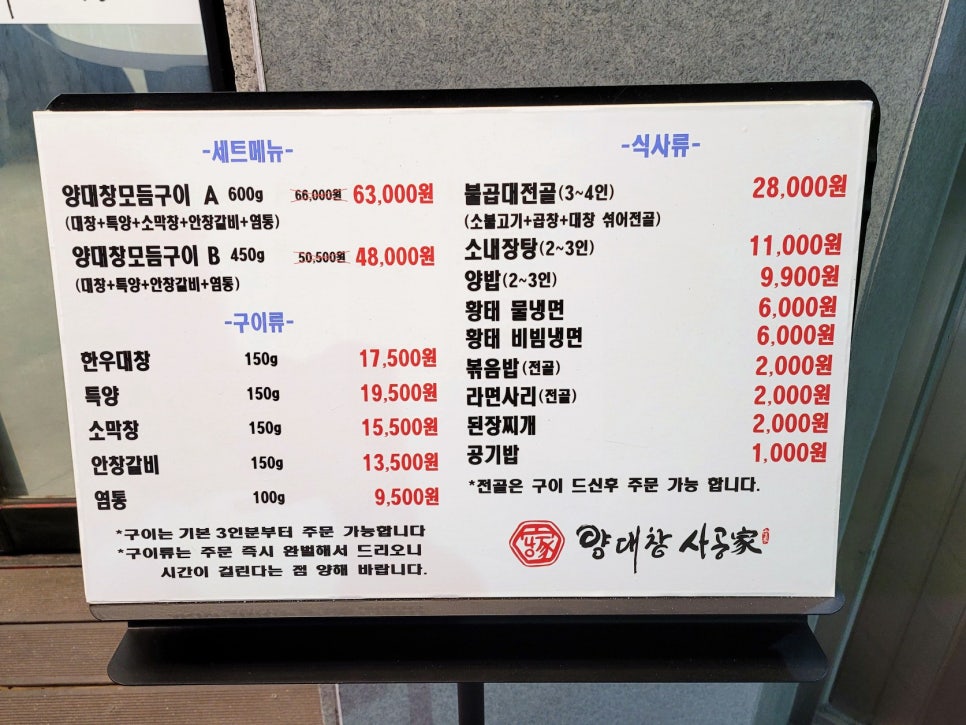 -세트메뉴-
양대창모듬구이 A 600g 66,000원 63,000원
(대창+특양+소막창+안창갈비+염통)
양대창모듬구이 B 450g 50,500원 48,000원
(대창+특양+안창갈비+염통)
-구이류-
한우대창 150g 17,500원
특양 150g 19,500원
소막창 150g 15,500원
안창갈비 150g 13,500원
염통 100g 9,500원
*구이는 기본 3인분부터 주문 가능합니다
*구이류는 주문 즉시 완벌해서 드리오니
시간이 걸린다는 점 양해 바랍니다.
-식사류-
불곱대전골(3~4인) 28,000원
(소불고기+곱창+대창 섞어전골)
소내장탕(2~3인) 11,000원
양밥(2~3인) 9,900원
황태 물냉면 6,000원
황태 비빔냉면 6,000원
볶음밥(전골) 2,000원
라면사리(전골) 2,000원
된장찌개 2,000원
공기밥 1,000원
*전골은 구이 드신후 주문 가능 합니다.
양대창 사공家